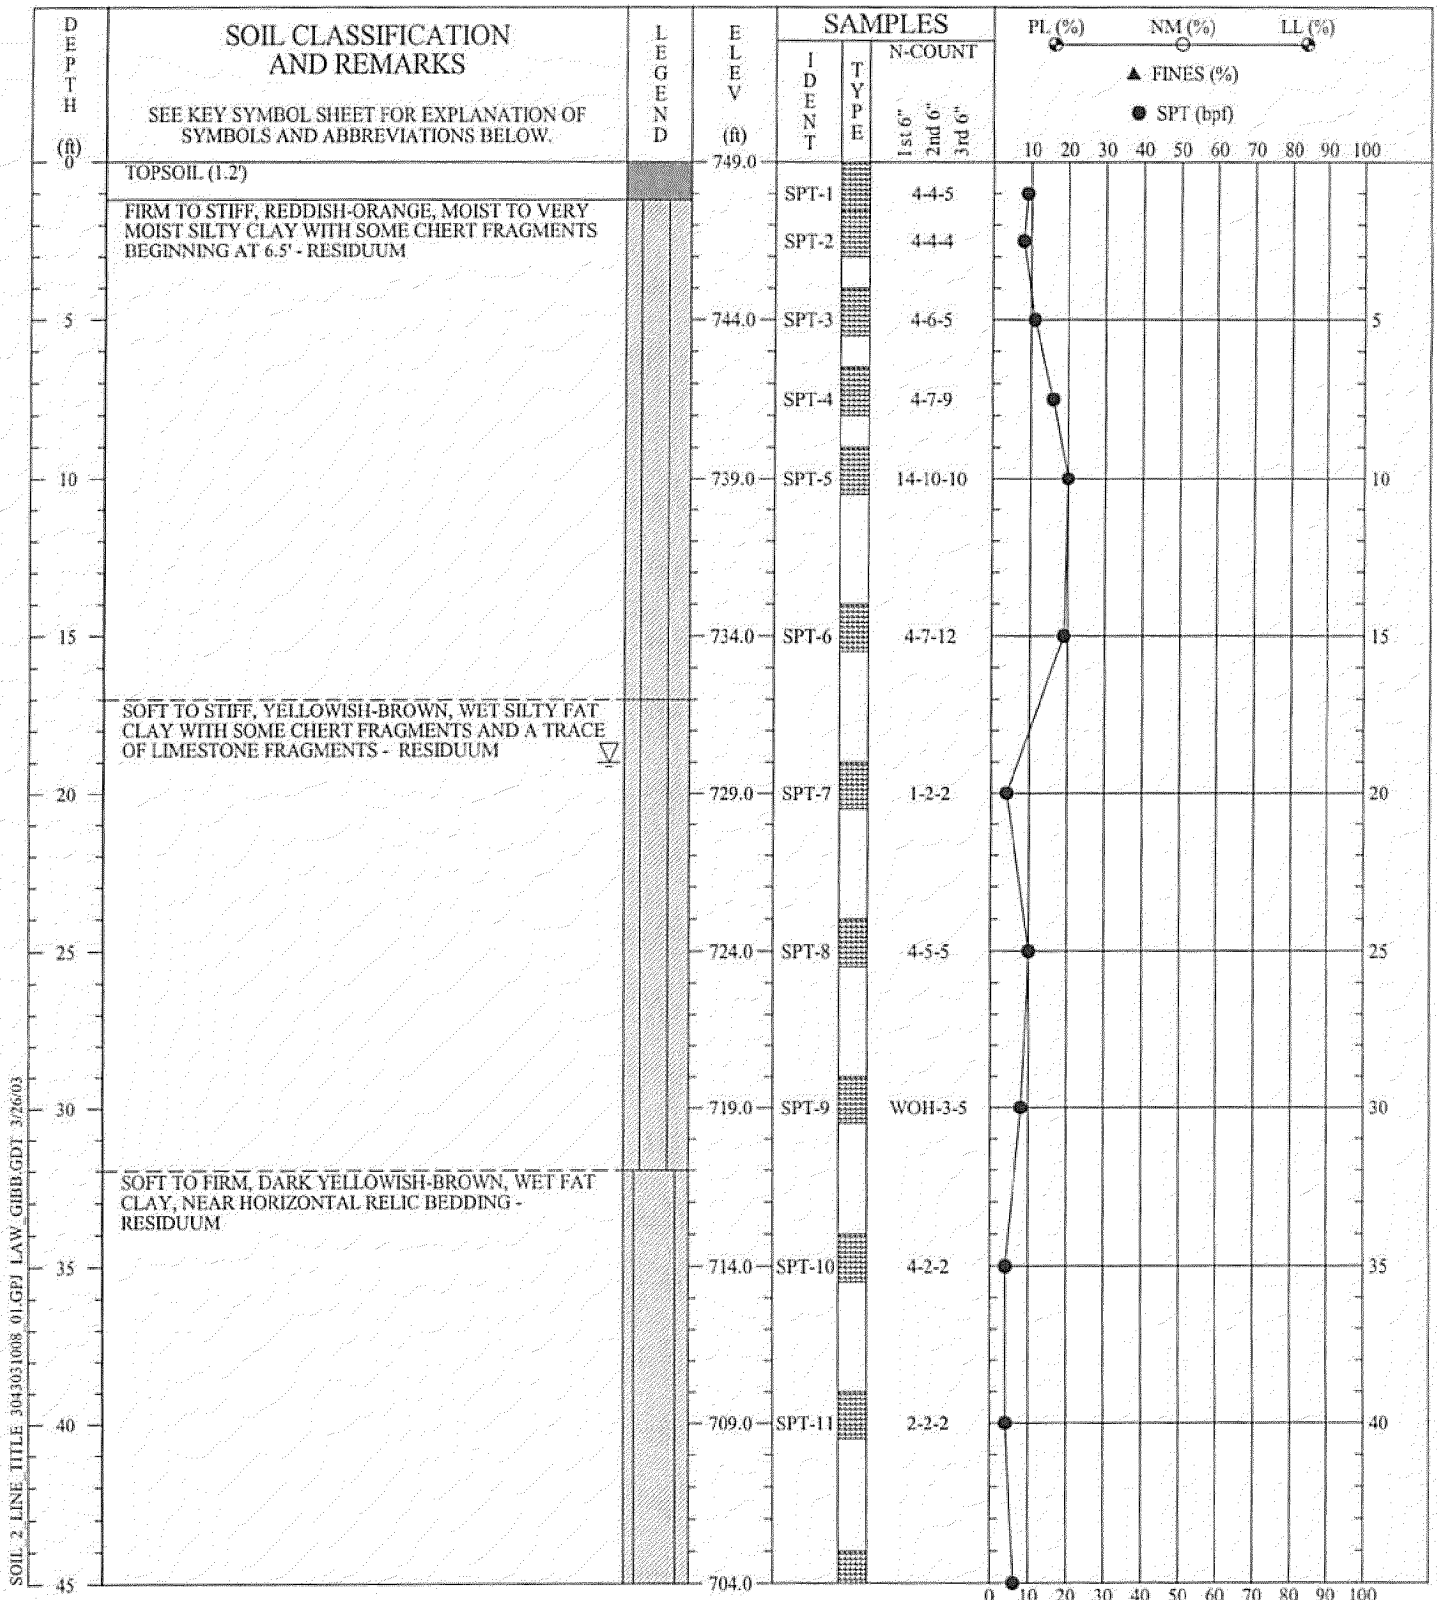 DEPTH (ft)
SOIL CLASSIFICATION
AND REMARKS
SEE KEY SYMBOL SHEET FOR EXPLANATION OF
SYMBOLS AND ABBREVIATIONS BELOW.
LEGEND
ELEV (ft)
SAMPLES
IDENT
TYPE
N-COUNT
1st 6"
2nd 6"
3rd 6"
PL (%) NM (%) LL (%)
▲ FINES (%)
● SPT (bpf)
10 20 30 40 50 60 70 80 90 100
0 749.0
TOPSOIL (1.2')
SPT-1 4-4-5
FIRM TO STIFF, REDDISH-ORANGE, MOIST TO VERY
MOIST SILTY CLAY WITH SOME CHERT FRAGMENTS
BEGINNING AT 6.5' - RESIDUUM
SPT-2 4-4-4
5 744.0 SPT-3 4-6-5 5
SPT-4 4-7-9
10 739.0 SPT-5 14-10-10 10
15 734.0 SPT-6 4-7-12 15
SOFT TO STIFF, YELLOWISH-BROWN, WET SILTY FAT
CLAY WITH SOME CHERT FRAGMENTS AND A TRACE
OF LIMESTONE FRAGMENTS - RESIDUUM
20 729.0 SPT-7 1-2-2 20
25 724.0 SPT-8 4-5-5 25
30 719.0 SPT-9 WOH-3-5 30
SOFT TO FIRM, DARK YELLOWISH-BROWN, WET FAT
CLAY, NEAR HORIZONTAL RELIC BEDDING -
RESIDUUM
35 714.0 SPT-10 4-2-2 35
40 709.0 SPT-11 2-2-2 40
45 704.0
0 10 20 30 40 50 60 70 80 90 100
SOIL 2 LINE TITLE 3043031008_01.GPJ LAW_GIBB.GDT 3/26/03